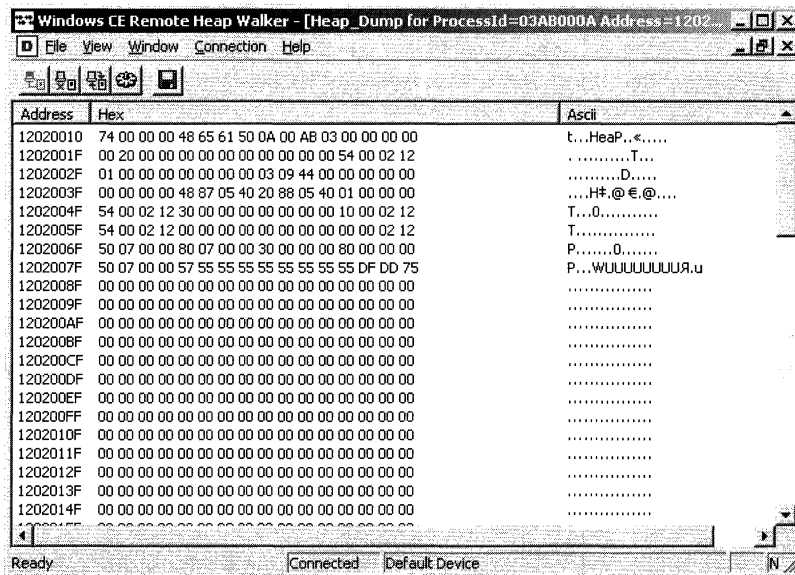 Windows CE Remote Heap Walker - [Heap_Dump for ProcessId=03AB000A Address=1202...
D File View Window Connection Help
Address Hex Ascii
12020010 74 00 00 00 48 65 61 50 0A 00 AB 03 00 00 00 00 t...HeaP..«.....
1202001F 00 20 00 00 00 00 00 00 00 00 00 00 54 00 02 12 . ..........T...
1202002F 01 00 00 00 00 00 00 00 03 09 44 00 00 00 00 00 ..........D.....
1202003F 00 00 00 00 48 87 05 40 20 88 05 40 01 00 00 00 ....H‡.@ €.@....
1202004F 54 00 02 12 30 00 00 00 00 00 00 00 10 00 02 12 T...0...........
1202005F 54 00 02 12 00 00 00 00 00 00 00 00 00 00 02 12 T...............
1202006F 50 07 00 00 80 07 00 00 30 00 00 00 80 00 00 00 P.......0.......
1202007F 50 07 00 00 57 55 55 55 55 55 55 55 55 DF DD 75 P...WUUUUUUUUЯ.u
1202008F 00 00 00 00 00 00 00 00 00 00 00 00 00 00 00 00 ................
1202009F 00 00 00 00 00 00 00 00 00 00 00 00 00 00 00 00 ................
120200AF 00 00 00 00 00 00 00 00 00 00 00 00 00 00 00 00 ................
120200BF 00 00 00 00 00 00 00 00 00 00 00 00 00 00 00 00 ................
120200CF 00 00 00 00 00 00 00 00 00 00 00 00 00 00 00 00 ................
120200DF 00 00 00 00 00 00 00 00 00 00 00 00 00 00 00 00 ................
120200EF 00 00 00 00 00 00 00 00 00 00 00 00 00 00 00 00 ................
120200FF 00 00 00 00 00 00 00 00 00 00 00 00 00 00 00 00 ................
1202010F 00 00 00 00 00 00 00 00 00 00 00 00 00 00 00 00 ................
1202011F 00 00 00 00 00 00 00 00 00 00 00 00 00 00 00 00 ................
1202012F 00 00 00 00 00 00 00 00 00 00 00 00 00 00 00 00 ................
1202013F 00 00 00 00 00 00 00 00 00 00 00 00 00 00 00 00 ................
1202014F 00 00 00 00 00 00 00 00 00 00 00 00 00 00 00 00 ................
Ready Connected Default Device N